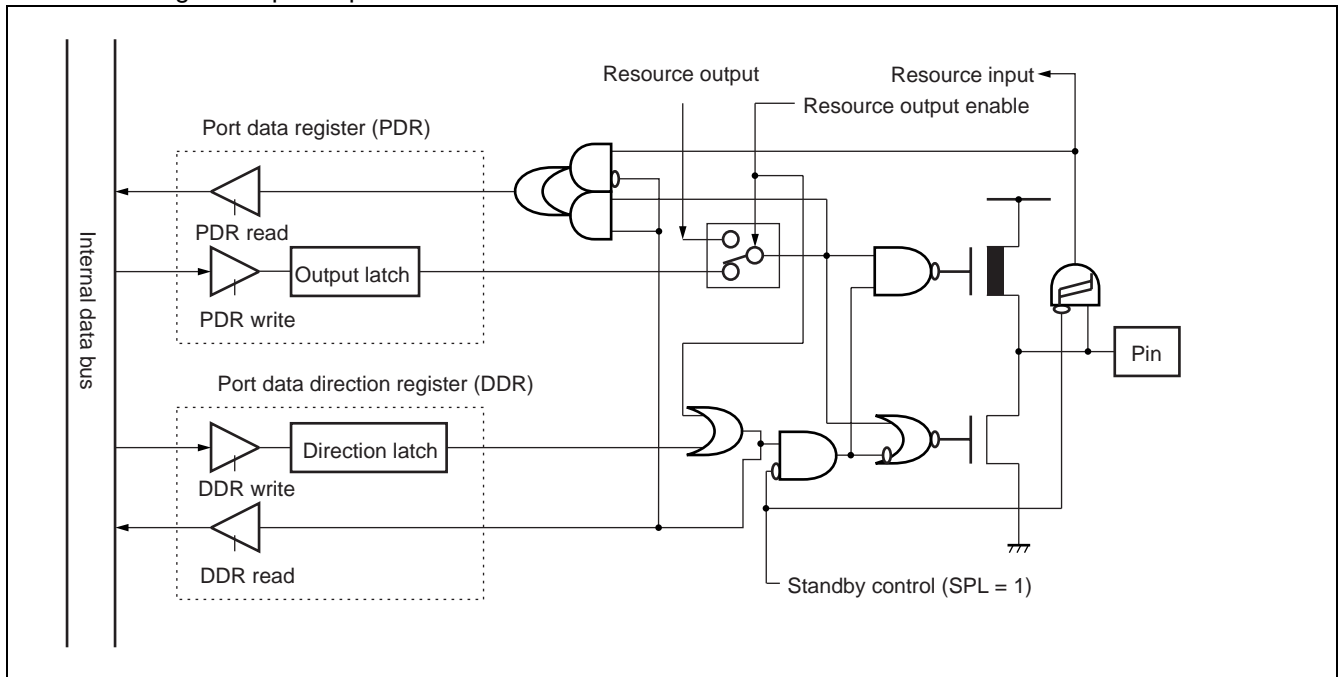 Resource output
Resource input
Resource output enable
Port data register (PDR)
PDR read
Output latch
PDR write
Internal data bus
Pin
Port data direction register (DDR)
Direction latch
DDR write
DDR read
Standby control (SPL = 1)